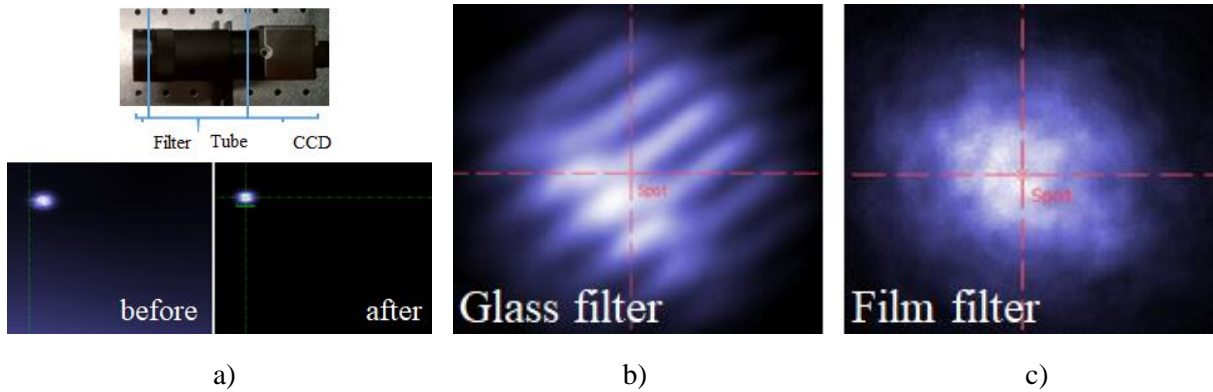 Filter Tube CCD
before
after
Spot
Glass filter
Spot
Film filter
a)
b)
c)